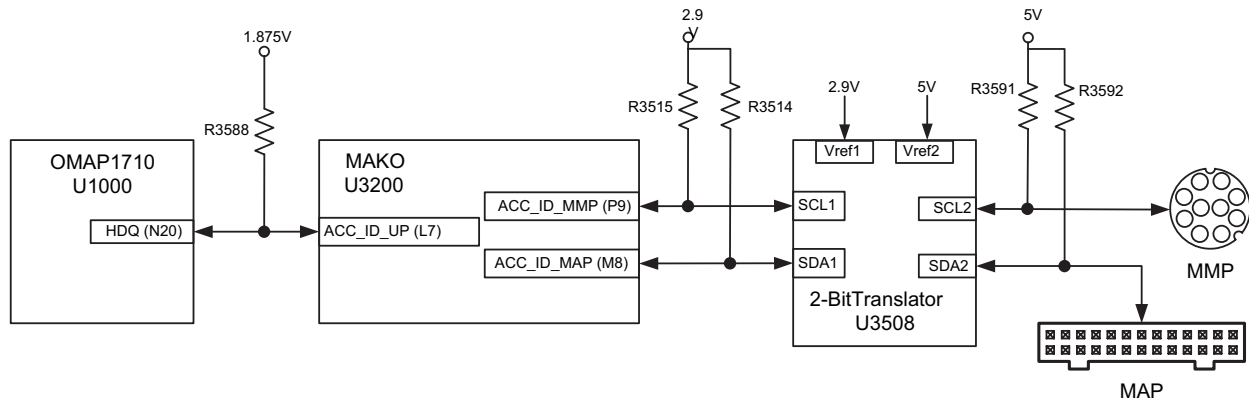 1.875V
2.9
V
5V
R3588
R3515
R3514
2.9V
5V
R3591
R3592
OMAP1710
U1000
HDQ (N20)
MAKO
U3200
ACC_ID_UP (L7)
ACC_ID_MMP (P9)
ACC_ID_MAP (M8)
Vref1
Vref2
SCL1
SDA1
SCL2
SDA2
2-BitTranslator
U3508
MMP
MAP